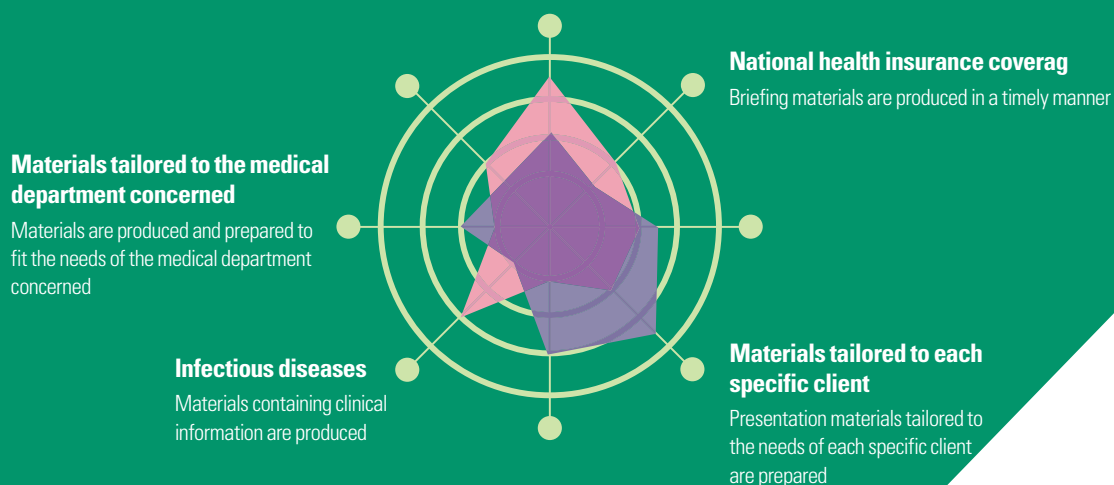 National health insurance coverag
Briefing materials are produced in a timely manner
Materials tailored to the medical
department concerned
Materials are produced and prepared to
fit the needs of the medical department
concerned
Infectious diseases
Materials containing clinical
information are produced
Materials tailored to each
specific client
Presentation materials tailored to
the needs of each specific client
are prepared